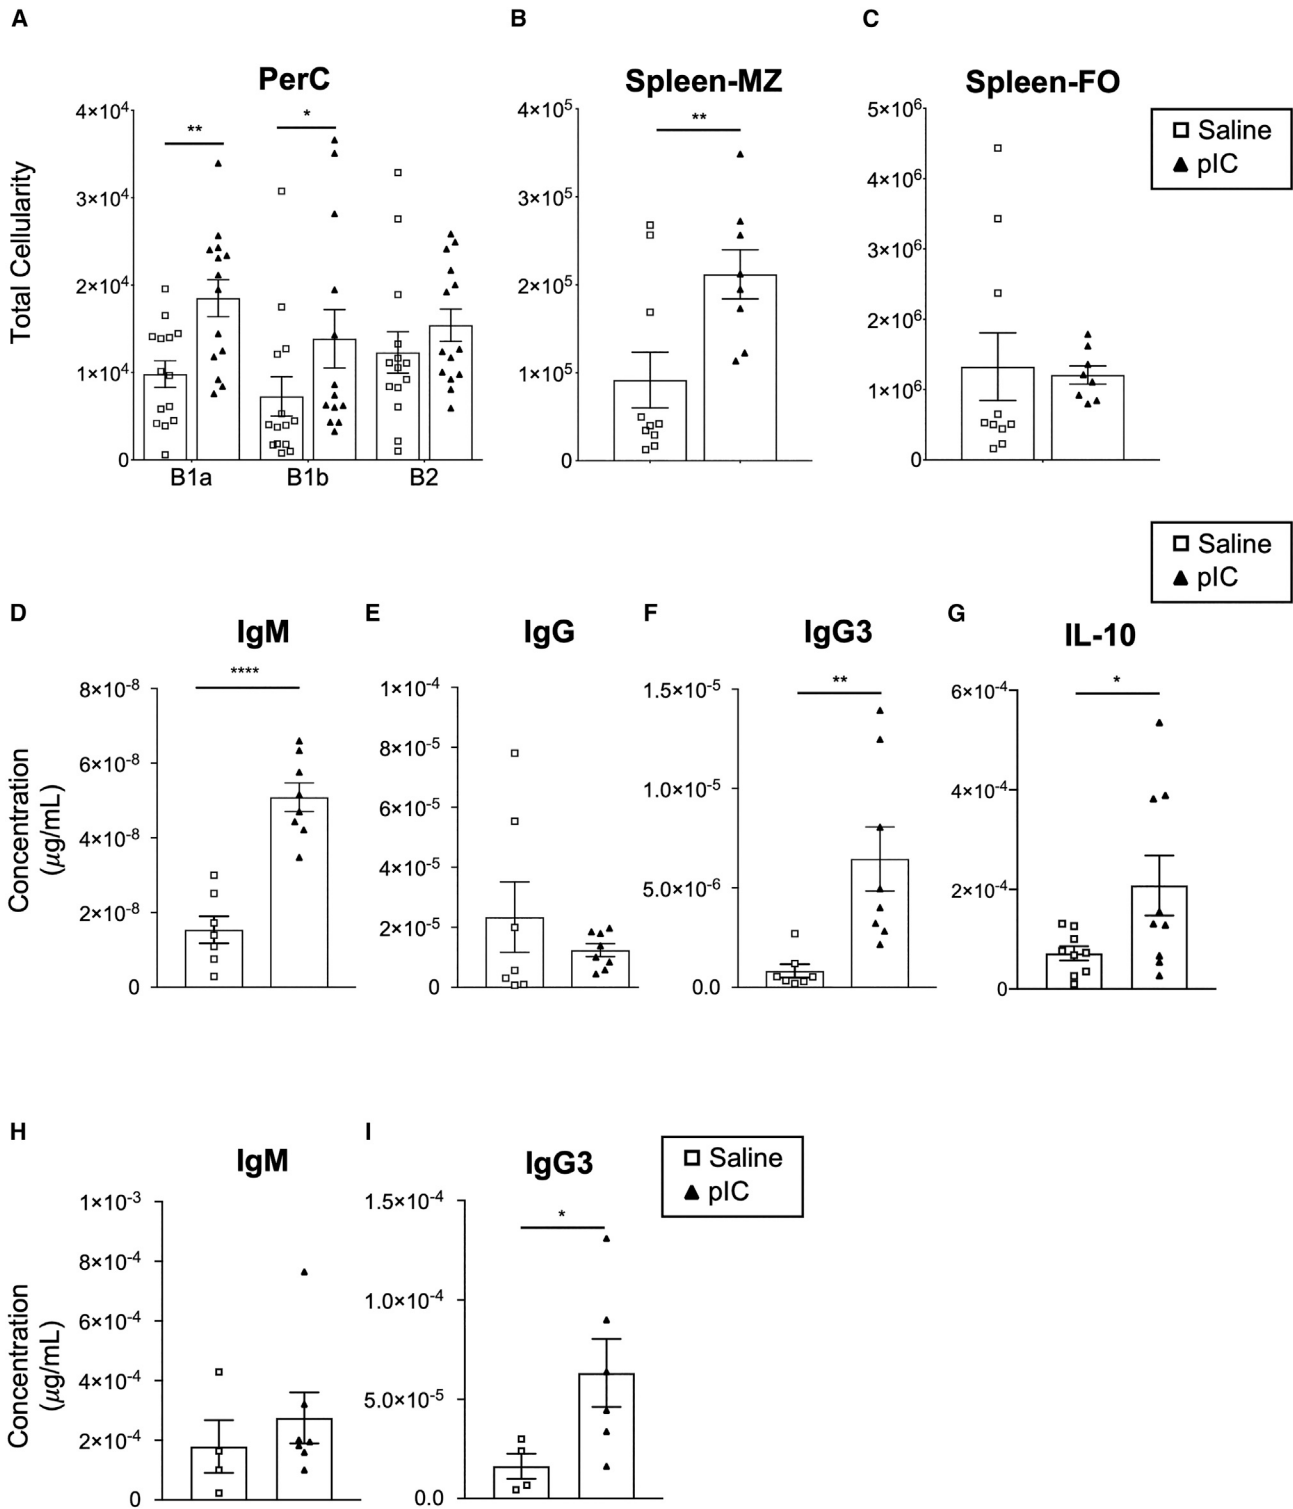 A
B
C
PerC
Spleen-MZ
Spleen-FO
Total Cellularity
4×10⁴
3×10⁴
2×10⁴
1×10⁴
0
**
*
B1a
B1b
B2
4×10⁵
3×10⁵
2×10⁵
1×10⁵
0
**
5×10⁶
4×10⁶
3×10⁶
2×10⁶
1×10⁶
0
Saline
pIC
Saline
pIC
D
E
F
G
IgM
IgG
IgG3
IL-10
Concentration
(μg/mL)
8×10⁻⁸
6×10⁻⁸
4×10⁻⁸
2×10⁻⁸
0
****
1×10⁻⁴
8×10⁻⁵
6×10⁻⁵
4×10⁻⁵
2×10⁻⁵
0
1.5×10⁻⁵
1.0×10⁻⁵
5.0×10⁻⁶
0.0
**
6×10⁻⁴
4×10⁻⁴
2×10⁻⁴
0
*
H
I
IgM
IgG3
Saline
pIC
Concentration
(μg/mL)
1×10⁻³
8×10⁻⁴
6×10⁻⁴
4×10⁻⁴
2×10⁻⁴
0
1.5×10⁻⁴
1.0×10⁻⁴
5.0×10⁻⁵
0.0
*